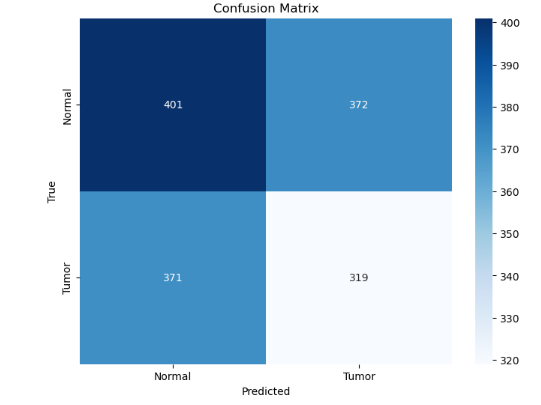 Confusion Matrix
Normal
401
372
True
Tumor
371
319
Normal
Tumor
Predicted
400
390
380
370
360
350
340
330
320